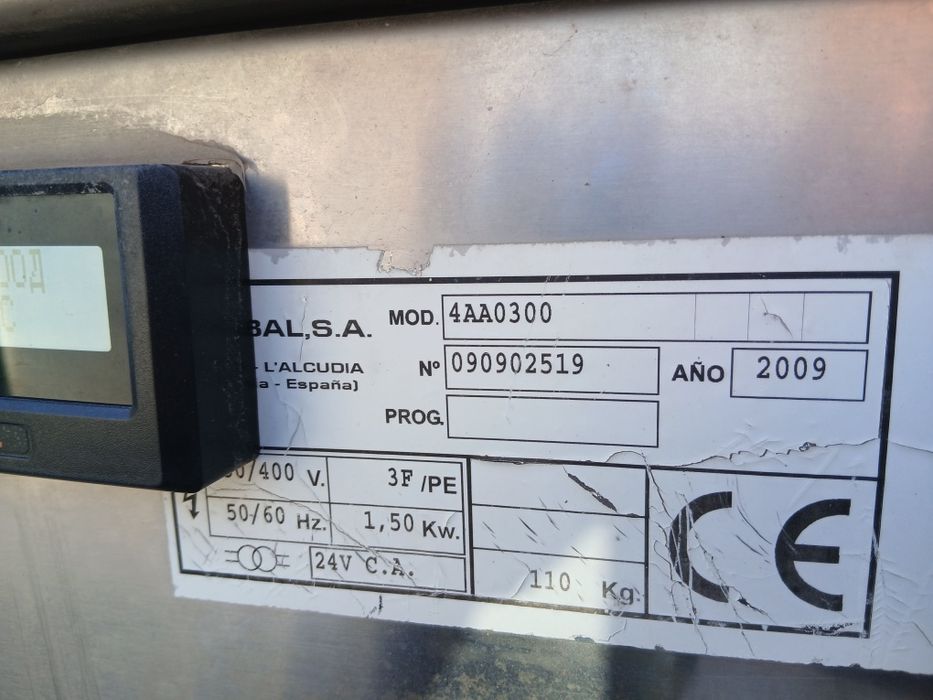 BAL,S.A.
- L'ALCUDIA
a - España)
MOD. 4AA0300
Nº 090902519
AÑO 2009
PROG.
0/400 V. 3F /PE
50/60 Hz. 1,50 Kw.
24V C.A.
110 Kg.
CE